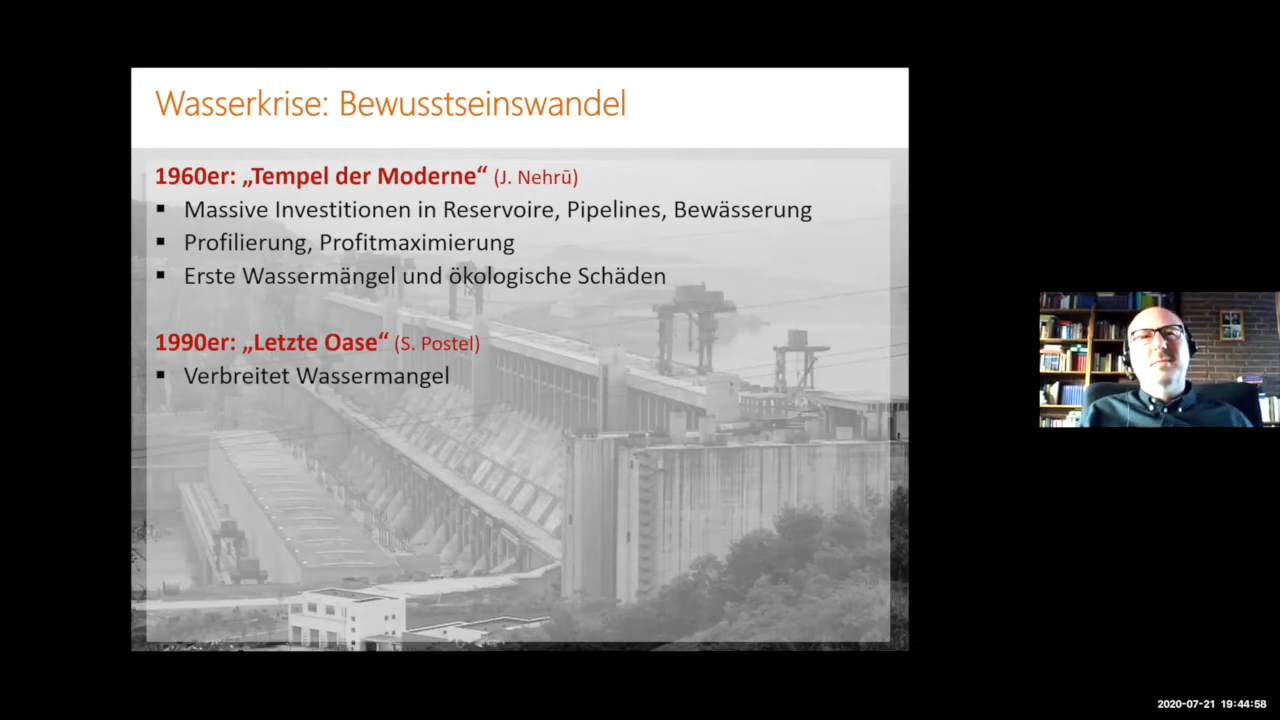 Wasserkrise: Bewusstseinswandel
1960er: „Tempel der Moderne“ (J. Nehrū)
▪ Massive Investitionen in Reservoire, Pipelines, Bewässerung
▪ Profilierung, Profitmaximierung
▪ Erste Wassermängel und ökologische Schäden
1990er: „Letzte Oase“ (S. Postel)
▪ Verbreitet Wassermangel
2020-07-21 19:44:58